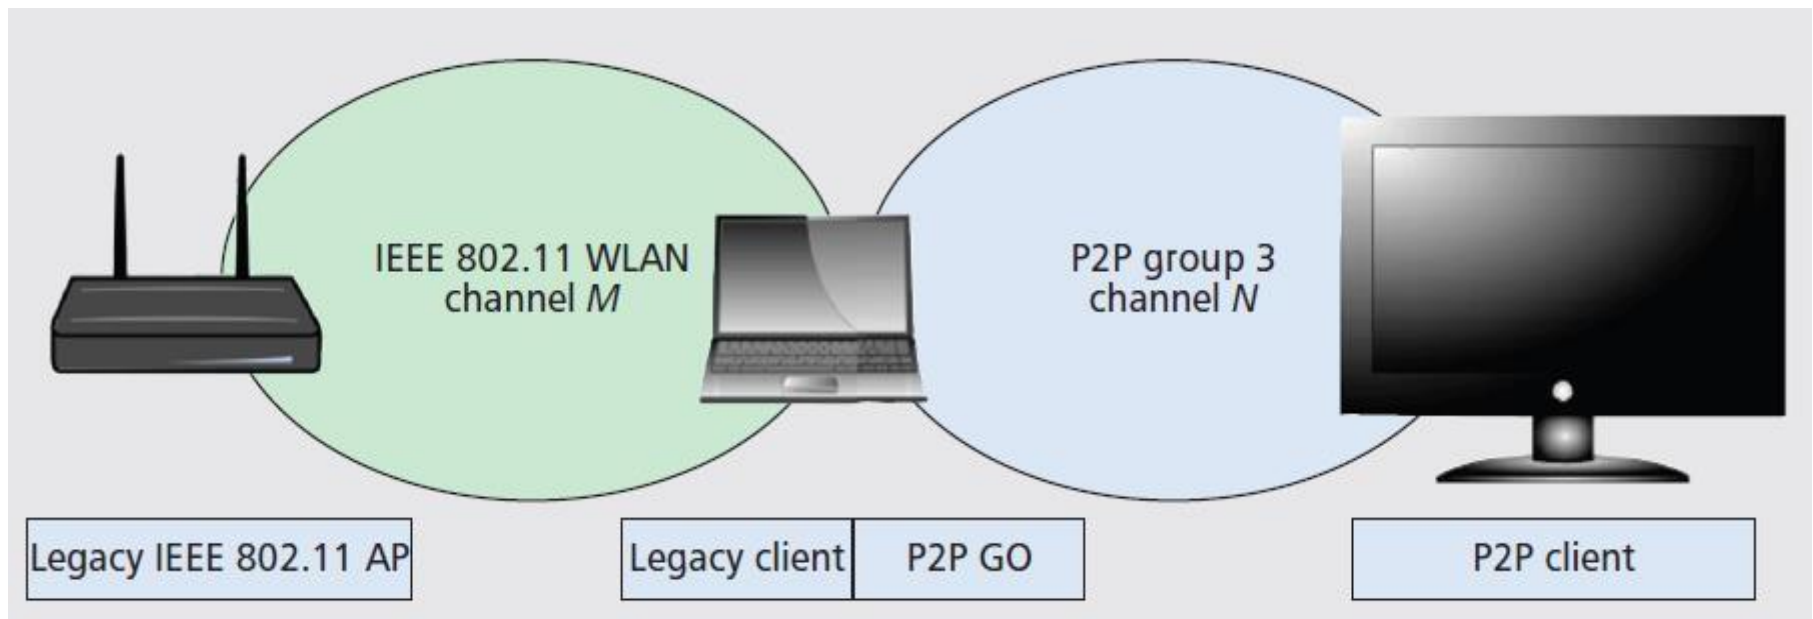 IEEE 802.11 WLAN
channel M
P2P group 3
channel N
Legacy IEEE 802.11 AP
Legacy client
P2P GO
P2P client